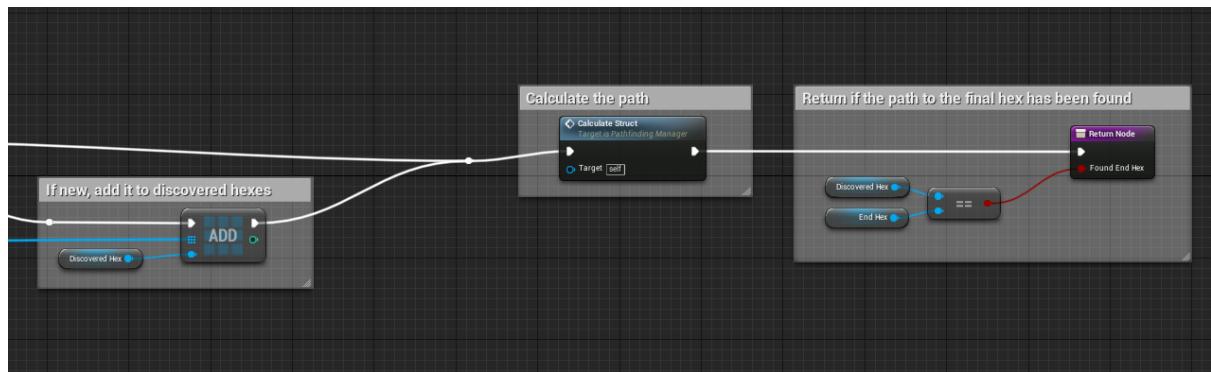 If new, add it to discovered hexes
ADD
Discovered Hex
Calculate the path
Calculate Struct
Target is Pathfinding Manager
Target self
Return if the path to the final hex has been found
Return Node
Found End Hex
Discovered Hex
==
End Hex